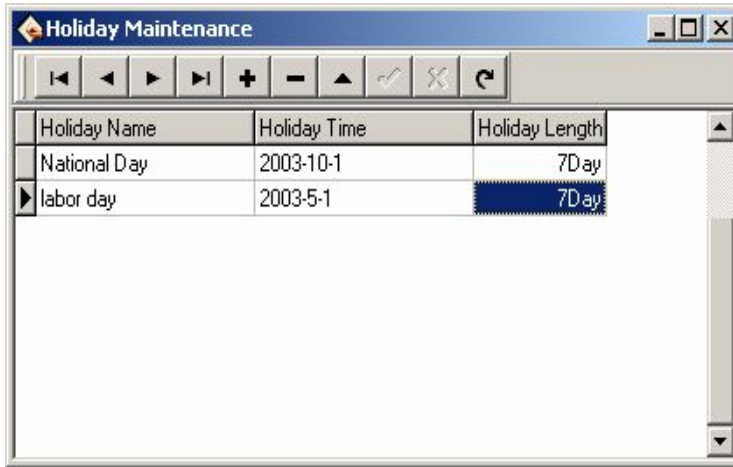 Holiday Maintenance
Holiday Name Holiday Time Holiday Length
National Day 2003-10-1 7Day
labor day 2003-5-1 7Day